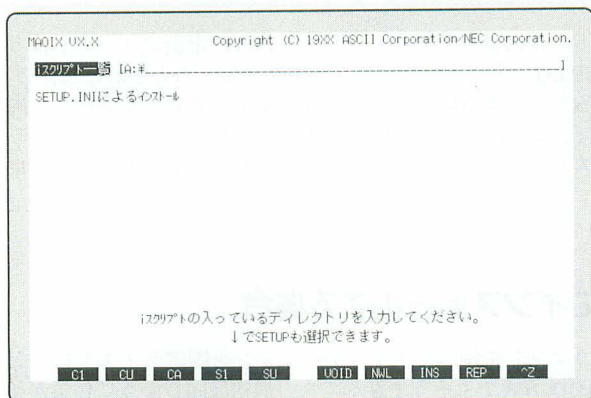 MAOIX VX.X Copyright (C) 19XX ASCII Corporation/NEC Corporation.
iスクリプト一覧 [A:¥_______________________________________________]
SETUP.INIによるインストール
iスクリプトの入っているディレクトリを入力してください。
↓でSETUPも選択できます。
C1 CU CA S1 SU VOID NWL INS REP ^Z